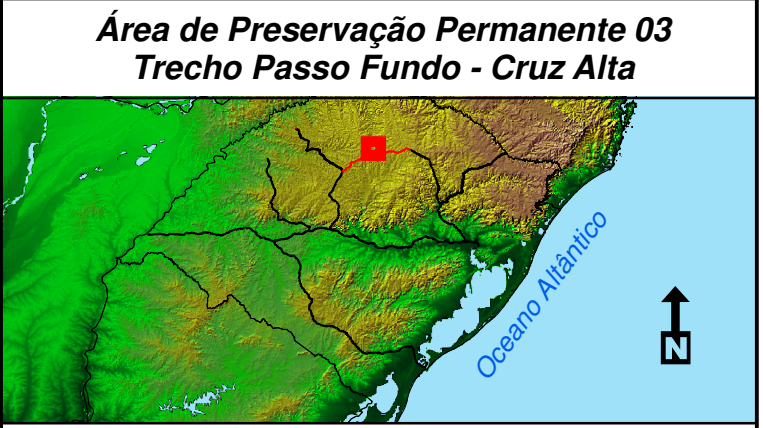 Área de Preservação Permanente 03
Trecho Passo Fundo - Cruz Alta
Oceano Altântico
N